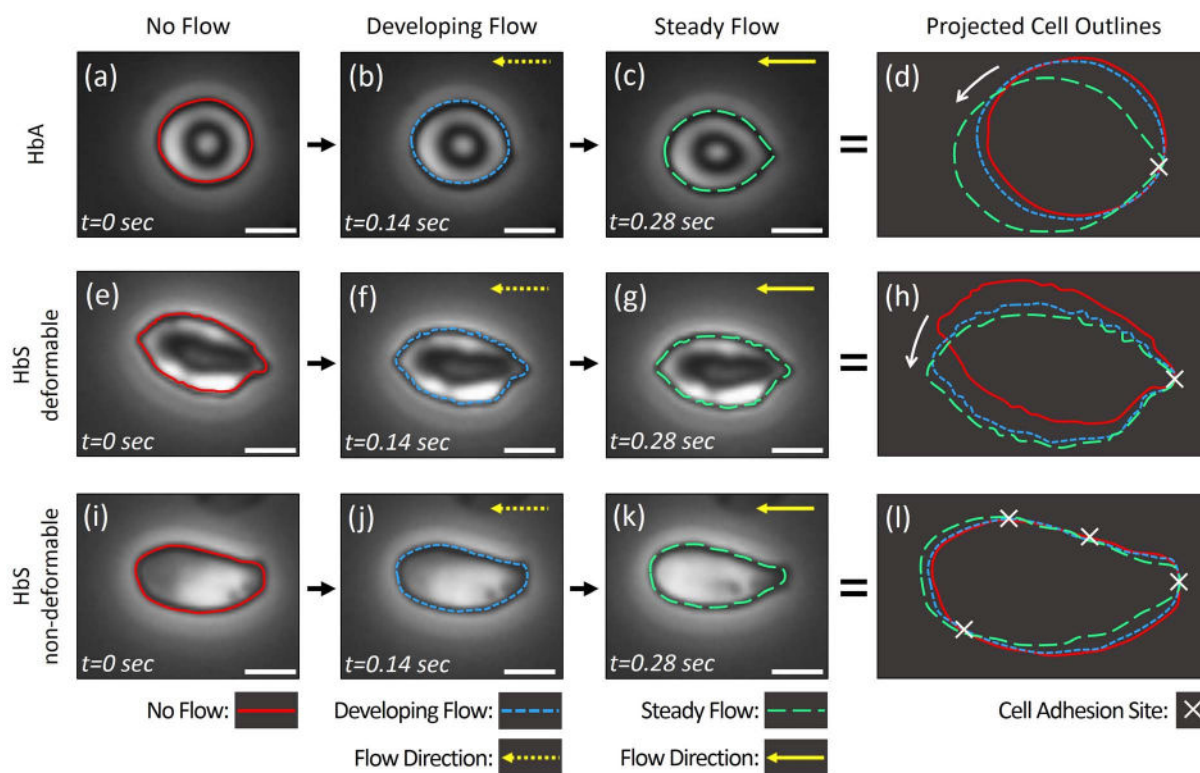 No Flow Developing Flow Steady Flow Projected Cell Outlines
HbA
(a) (b) (c) (d)
t=0 sec t=0.14 sec t=0.28 sec =
HbS
deformable
(e) (f) (g) (h)
t=0 sec t=0.14 sec t=0.28 sec =
HbS
non-deformable
(i) (j) (k) (l)
t=0 sec t=0.14 sec t=0.28 sec =
No Flow: Developing Flow: Steady Flow: Cell Adhesion Site:
Flow Direction: Flow Direction: